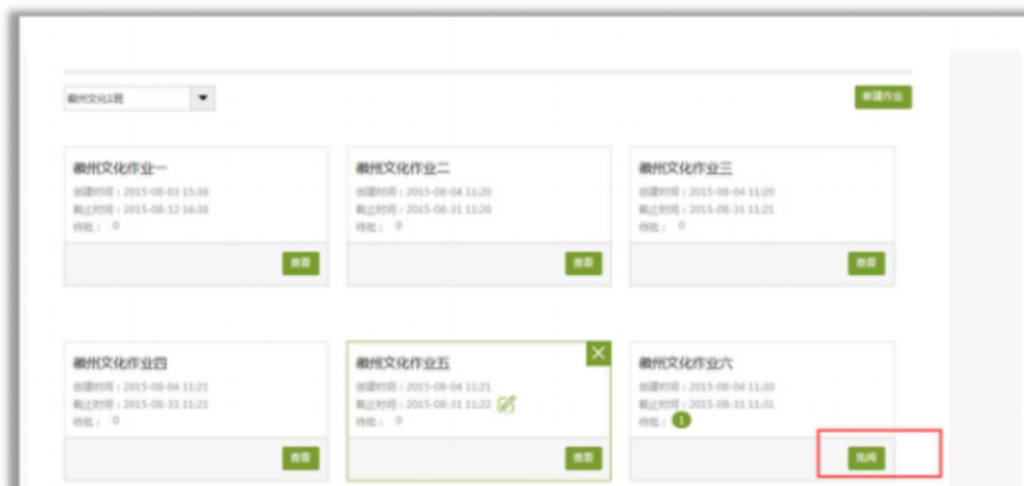 徽州文化1班
新建作业
徽州文化作业一
创建时间：2015-08-03 15:38
截止时间：2015-08-12 16:38
待批： 0
查看
徽州文化作业二
创建时间：2015-08-04 11:20
截止时间：2015-08-31 11:20
待批： 0
查看
徽州文化作业三
创建时间：2015-08-04 11:20
截止时间：2015-08-31 11:21
待批： 0
查看
徽州文化作业四
创建时间：2015-08-04 11:21
截止时间：2015-08-31 11:21
待批： 0
查看
徽州文化作业五
创建时间：2015-08-04 11:21
截止时间：2015-08-31 11:22
待批： 0
查看
徽州文化作业六
创建时间：2015-08-04 11:30
截止时间：2015-08-31 11:31
待批： 1
批阅